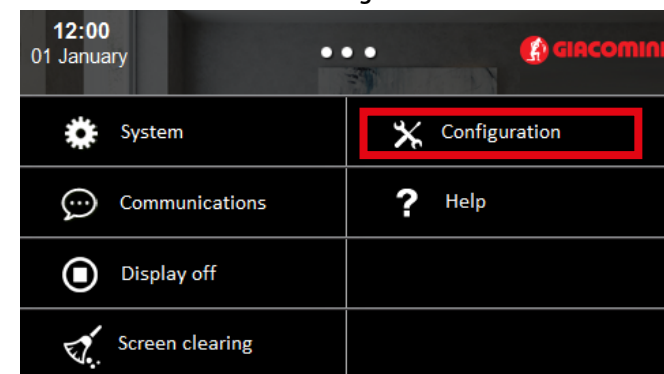 12:00
01 January
GIACOMINI
System
Configuration
Communications
? Help
Display off
Screen clearing